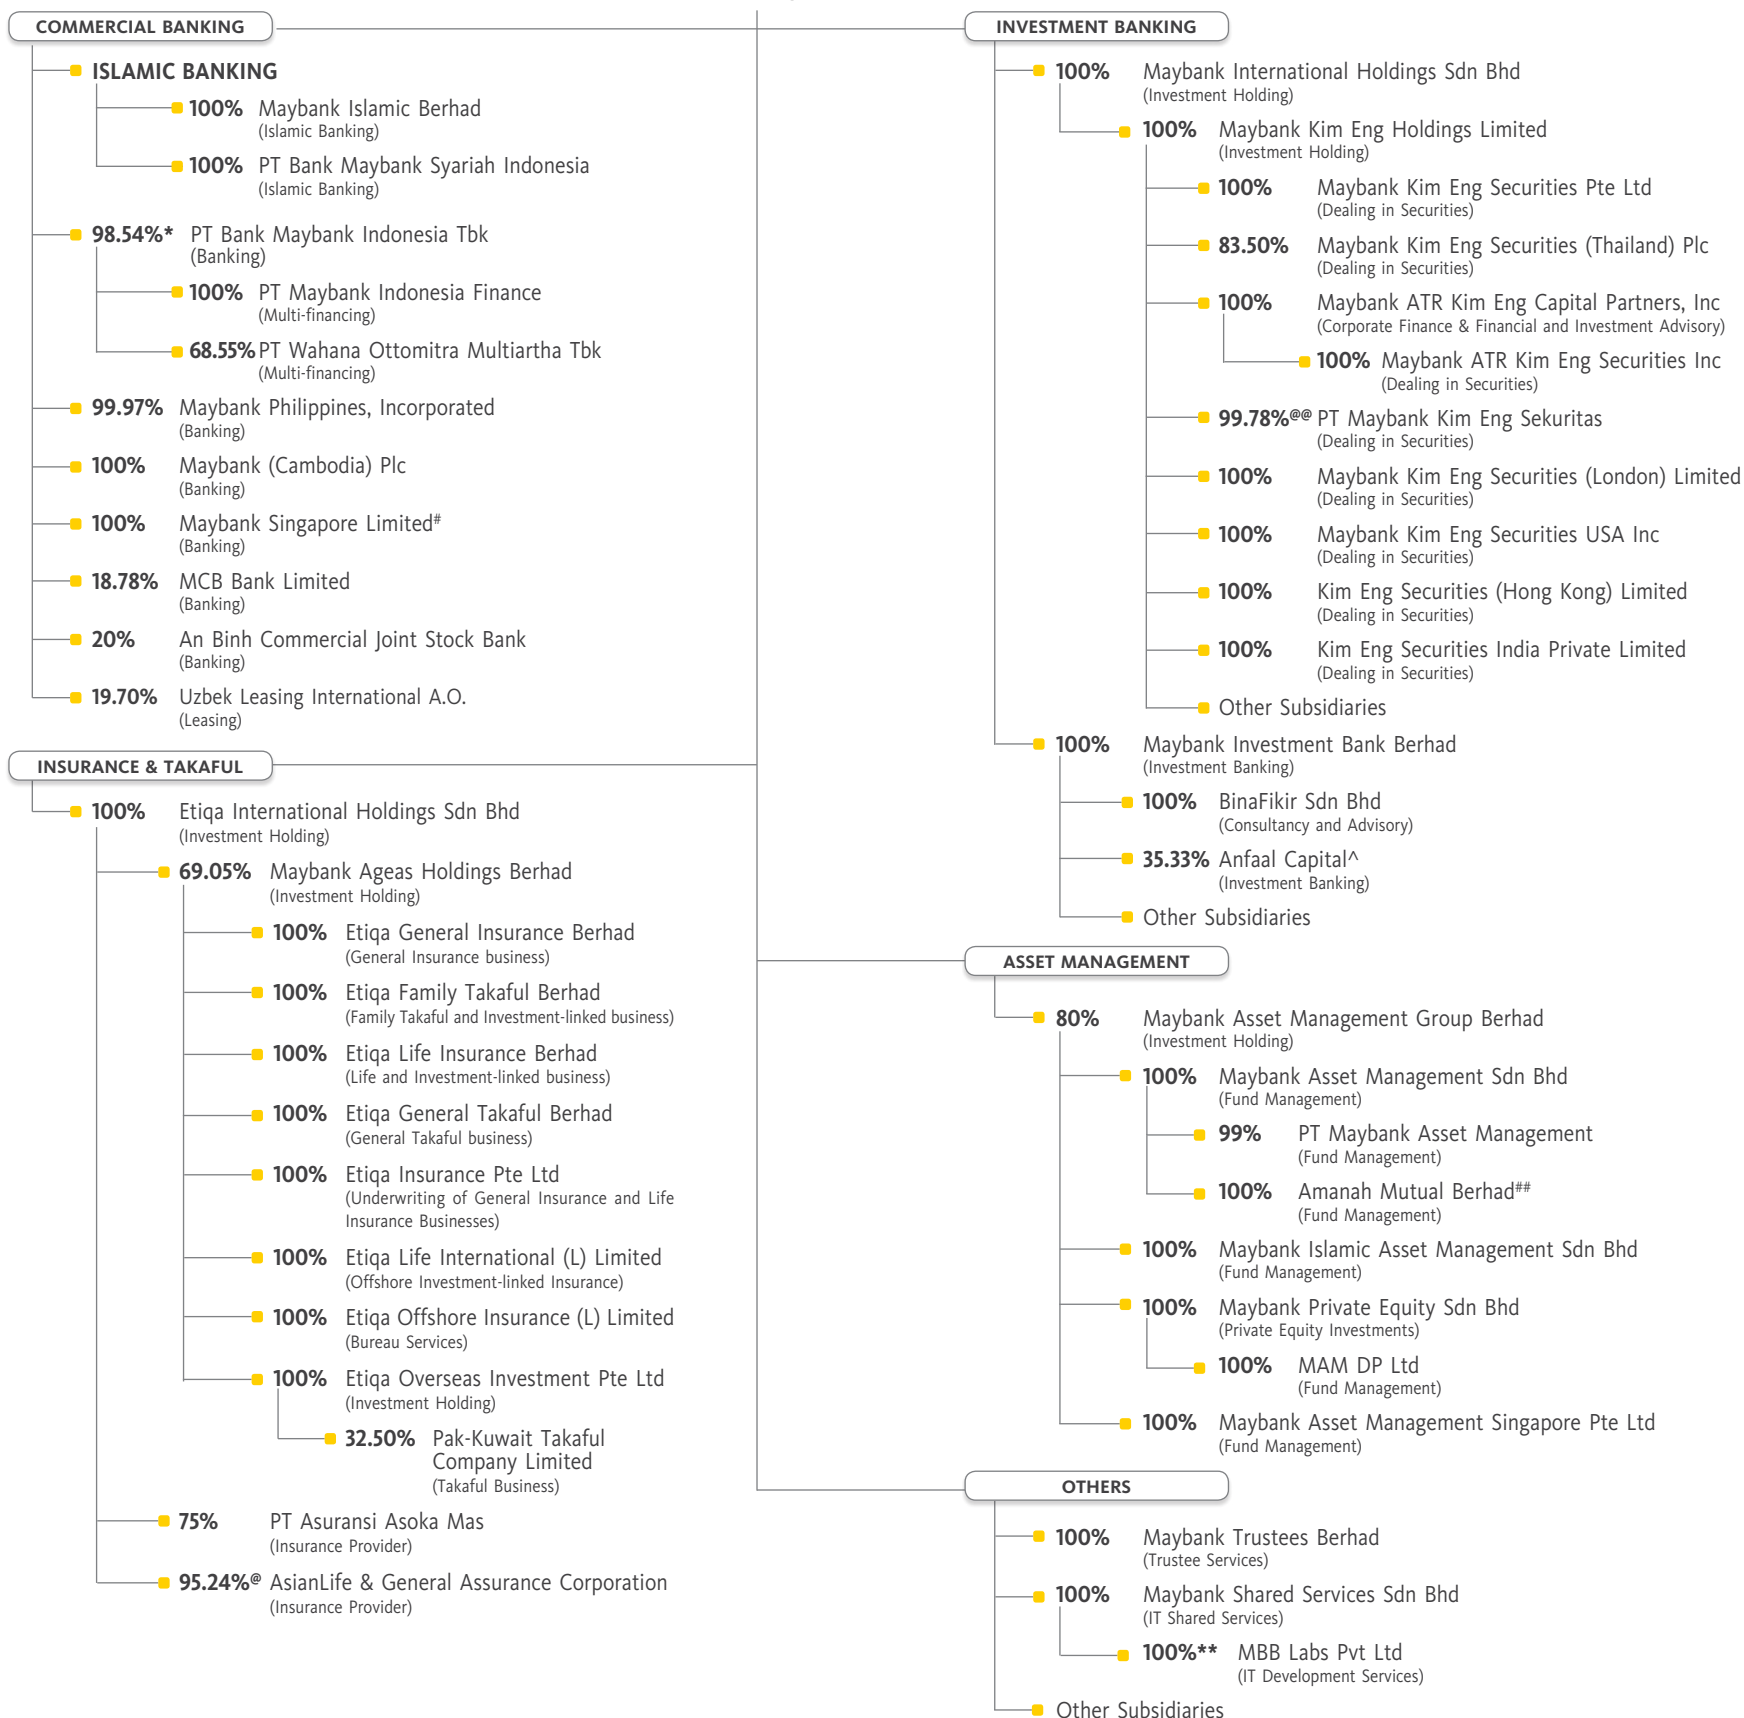 COMMERCIAL BANKING
ISLAMIC BANKING
100% Maybank Islamic Berhad
(Islamic Banking)
100% PT Bank Maybank Syariah Indonesia
(Islamic Banking)
98.54%* PT Bank Maybank Indonesia Tbk
(Banking)
100% PT Maybank Indonesia Finance
(Multi-financing)
68.55% PT Wahana Ottomitra Multiartha Tbk
(Multi-financing)
99.97% Maybank Philippines, Incorporated
(Banking)
100% Maybank (Cambodia) Plc
(Banking)
100% Maybank Singapore Limited#
(Banking)
18.78% MCB Bank Limited
(Banking)
20% An Binh Commercial Joint Stock Bank
(Banking)
19.70% Uzbek Leasing International A.O.
(Leasing)
INSURANCE & TAKAFUL
100% Etiqa International Holdings Sdn Bhd
(Investment Holding)
69.05% Maybank Ageas Holdings Berhad
(Investment Holding)
100% Etiqa General Insurance Berhad
(General Insurance business)
100% Etiqa Family Takaful Berhad
(Family Takaful and Investment-linked business)
100% Etiqa Life Insurance Berhad
(Life and Investment-linked business)
100% Etiqa General Takaful Berhad
(General Takaful business)
100% Etiqa Insurance Pte Ltd
(Underwriting of General Insurance and Life
Insurance Businesses)
100% Etiqa Life International (L) Limited
(Offshore Investment-linked Insurance)
100% Etiqa Offshore Insurance (L) Limited
(Bureau Services)
100% Etiqa Overseas Investment Pte Ltd
(Investment Holding)
32.50% Pak-Kuwait Takaful
Company Limited
(Takaful Business)
75% PT Asuransi Asoka Mas
(Insurance Provider)
95.24%@ AsianLife & General Assurance Corporation
(Insurance Provider)
INVESTMENT BANKING
100% Maybank International Holdings Sdn Bhd
(Investment Holding)
100% Maybank Kim Eng Holdings Limited
(Investment Holding)
100% Maybank Kim Eng Securities Pte Ltd
(Dealing in Securities)
83.50% Maybank Kim Eng Securities (Thailand) Plc
(Dealing in Securities)
100% Maybank ATR Kim Eng Capital Partners, Inc
(Corporate Finance & Financial and Investment Advisory)
100% Maybank ATR Kim Eng Securities Inc
(Dealing in Securities)
99.78%@@ PT Maybank Kim Eng Sekuritas
(Dealing in Securities)
100% Maybank Kim Eng Securities (London) Limited
(Dealing in Securities)
100% Maybank Kim Eng Securities USA Inc
(Dealing in Securities)
100% Kim Eng Securities (Hong Kong) Limited
(Dealing in Securities)
100% Kim Eng Securities India Private Limited
(Dealing in Securities)
Other Subsidiaries
100% Maybank Investment Bank Berhad
(Investment Banking)
100% BinaFikir Sdn Bhd
(Consultancy and Advisory)
35.33% Anfaal Capital^
(Investment Banking)
Other Subsidiaries
ASSET MANAGEMENT
80% Maybank Asset Management Group Berhad
(Investment Holding)
100% Maybank Asset Management Sdn Bhd
(Fund Management)
99% PT Maybank Asset Management
(Fund Management)
100% Amanah Mutual Berhad##
(Fund Management)
100% Maybank Islamic Asset Management Sdn Bhd
(Fund Management)
100% Maybank Private Equity Sdn Bhd
(Private Equity Investments)
100% MAM DP Ltd
(Fund Management)
100% Maybank Asset Management Singapore Pte Ltd
(Fund Management)
OTHERS
100% Maybank Trustees Berhad
(Trustee Services)
100% Maybank Shared Services Sdn Bhd
(IT Shared Services)
100%** MBB Labs Pvt Ltd
(IT Development Services)
Other Subsidiaries